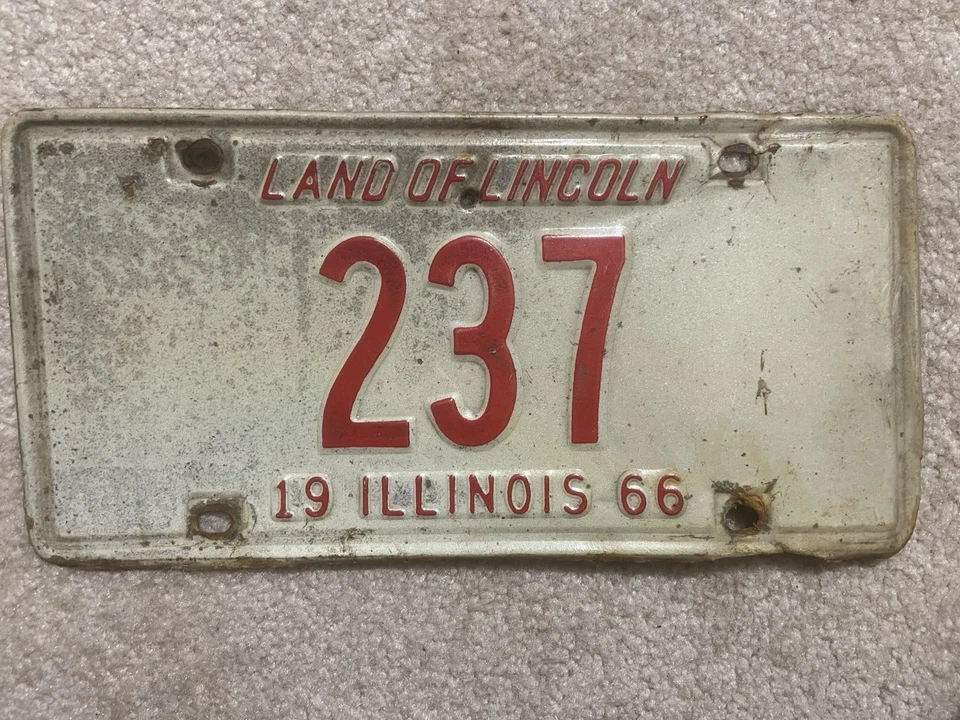 LAND OF LINCOLN
237
19 ILLINOIS 66